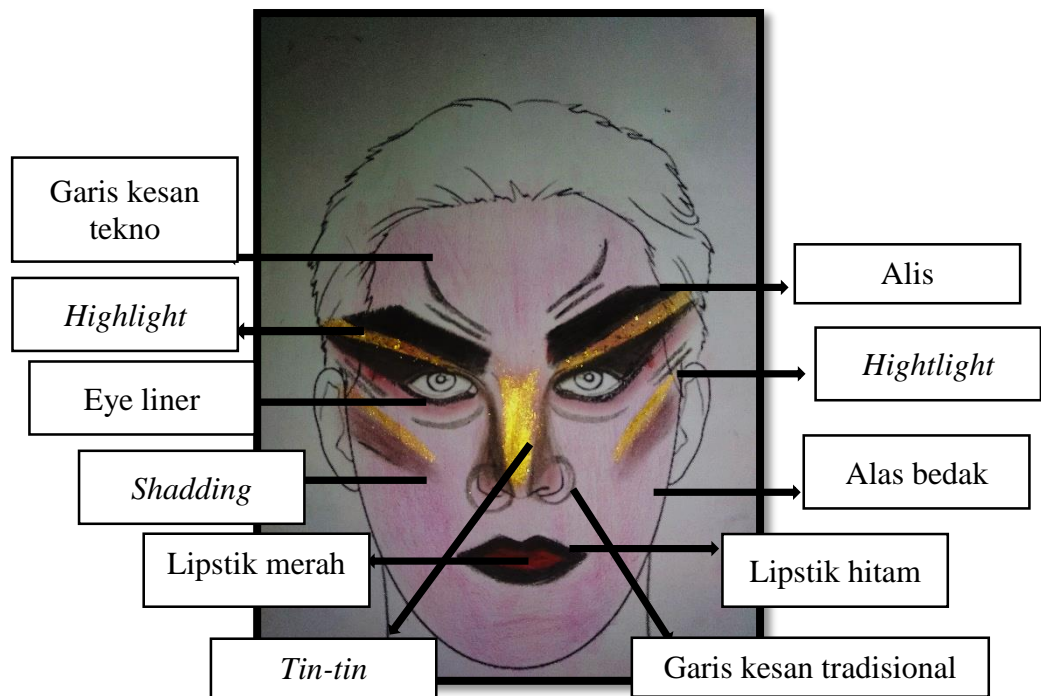 Garis kesan
tekno
Highlight
Eye liner
Shadding
Lipstik merah
Tin-tin
Alis
Hightlight
Alas bedak
Lipstik hitam
Garis kesan tradisional